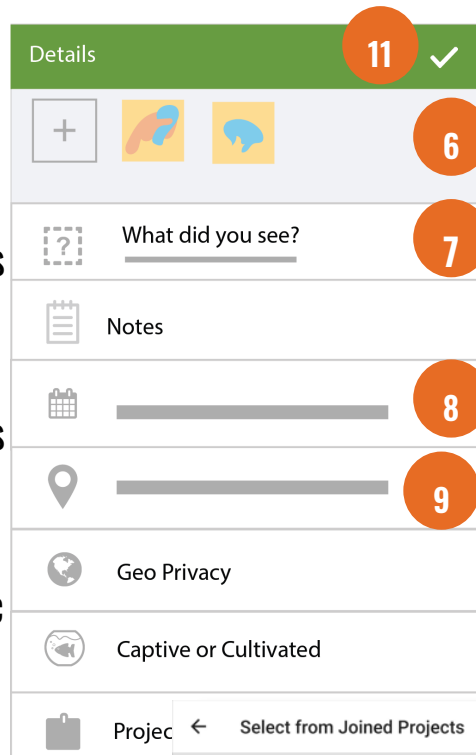 Details
11
6
What did you see?
7
Notes
8
9
Geo Privacy
Captive or Cultivated
Projec
Select from Joined Projects